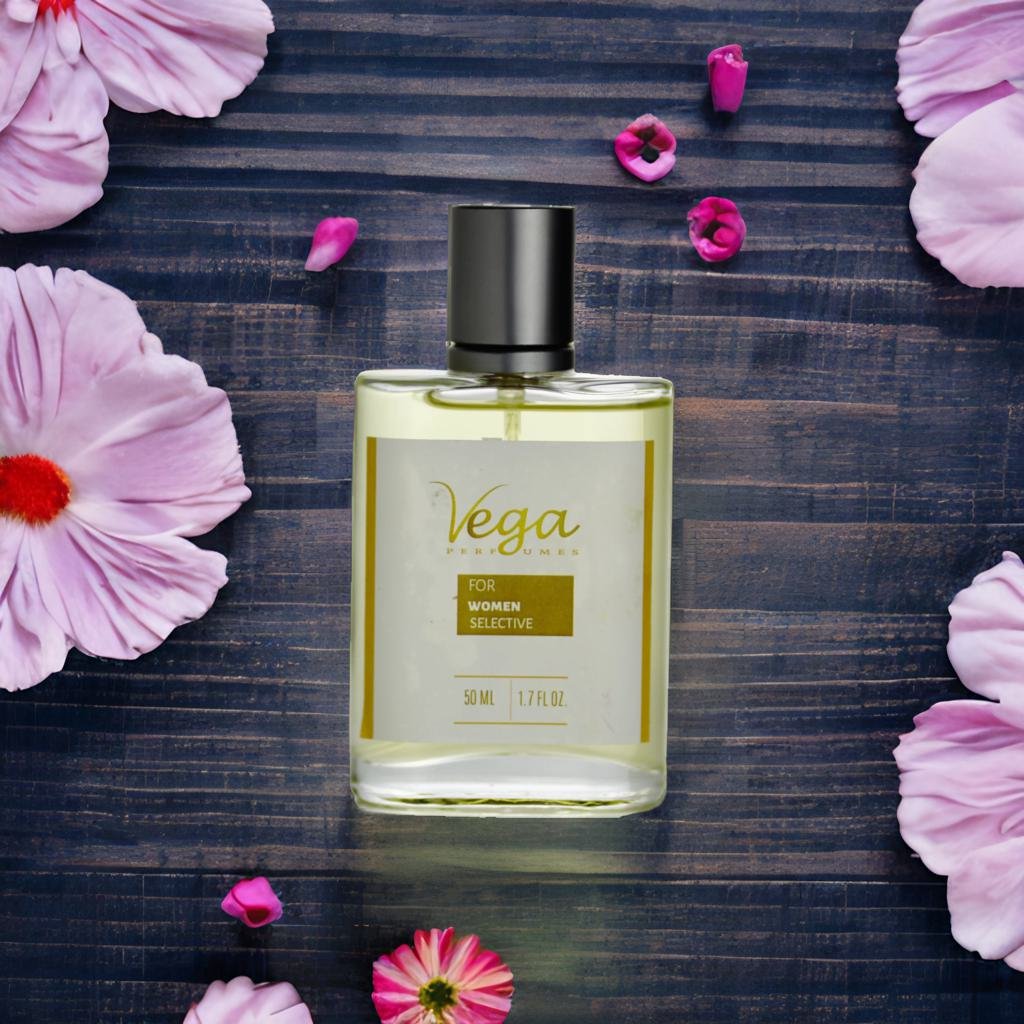 Vega
PERFUMES
FOR
WOMEN
SELECTIVE
50 ML 1.7 FL OZ.